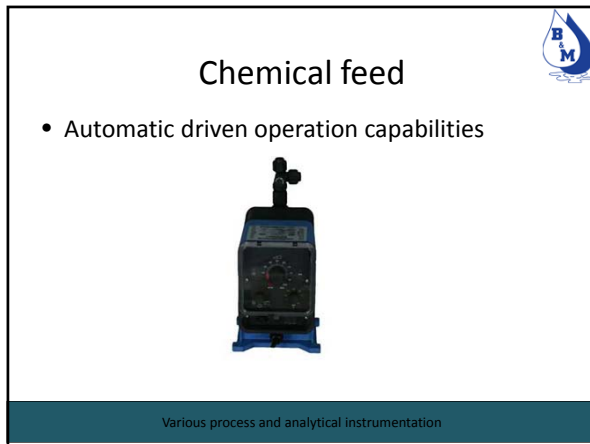 B
&
M
Chemical feed
• Automatic driven operation capabilities
Various process and analytical instrumentation